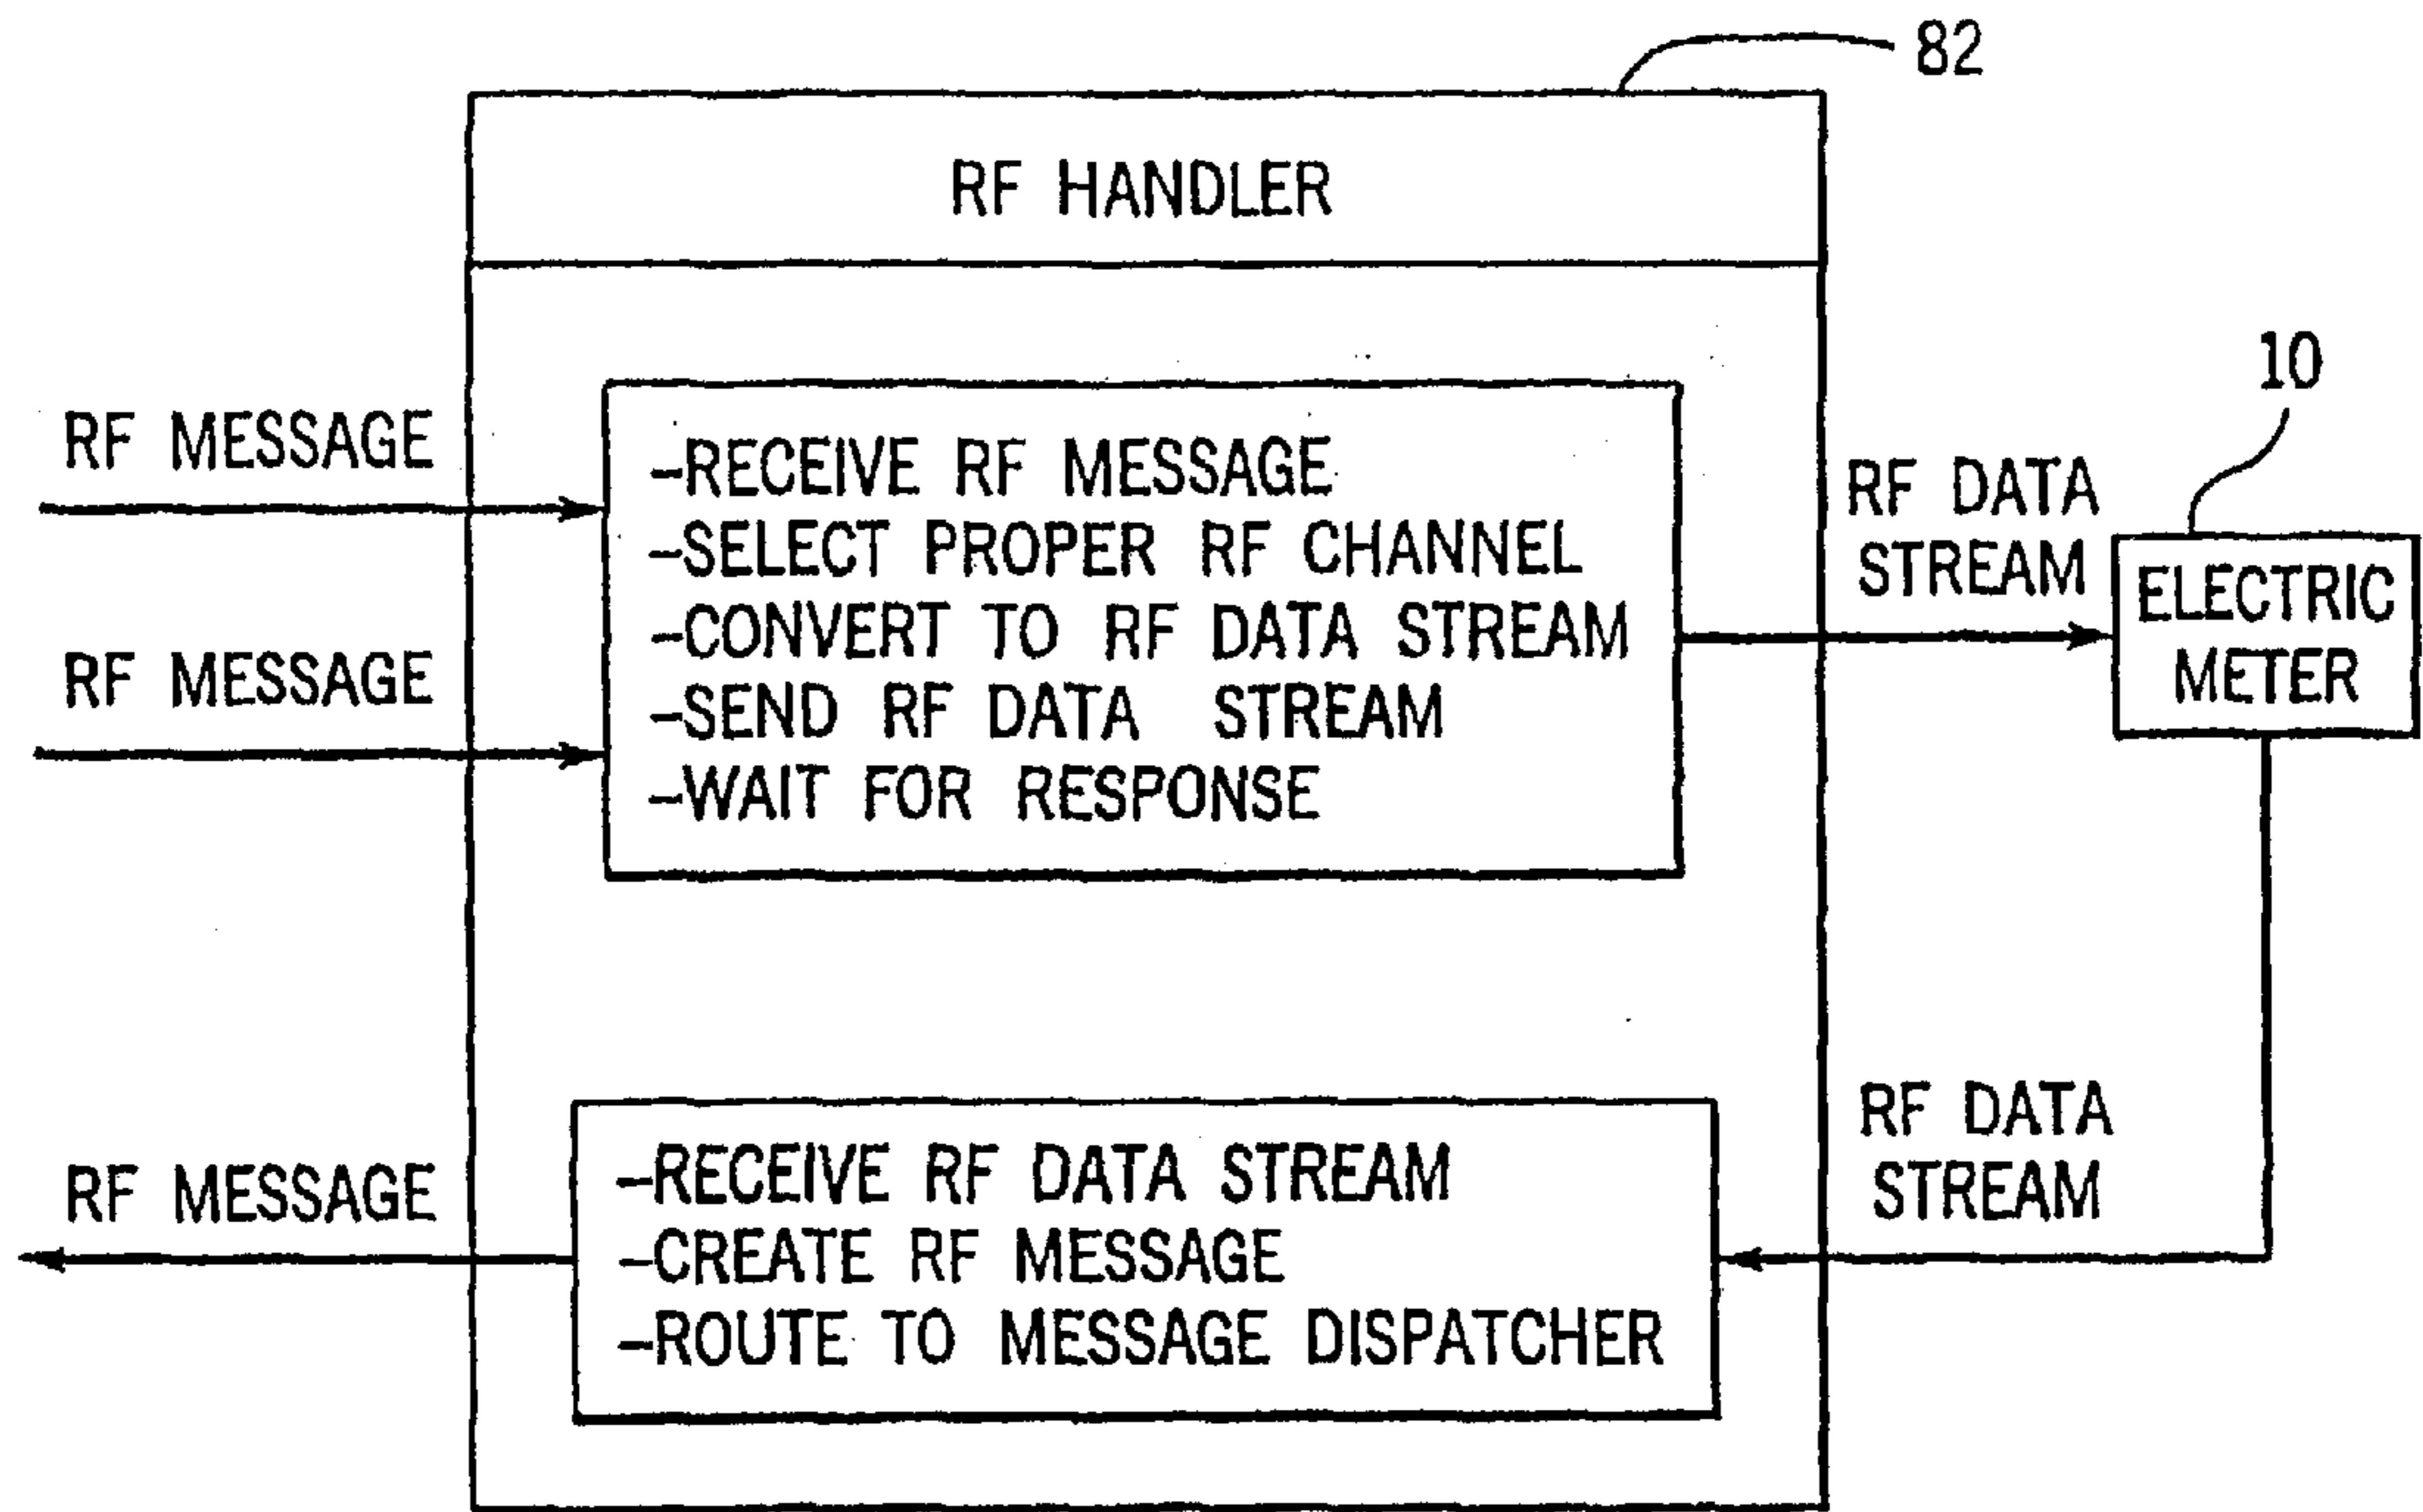 82
RF HANDLER
10
RF MESSAGE
RF MESSAGE
-RECEIVE RF MESSAGE
-SELECT PROPER RF CHANNEL
-CONVERT TO RF DATA STREAM
-SEND RF DATA STREAM
-WAIT FOR RESPONSE
RF DATA
STREAM
ELECTRIC
METER
RF MESSAGE
-RECEIVE RF DATA STREAM
-CREATE RF MESSAGE
-ROUTE TO MESSAGE DISPATCHER
RF DATA
STREAM